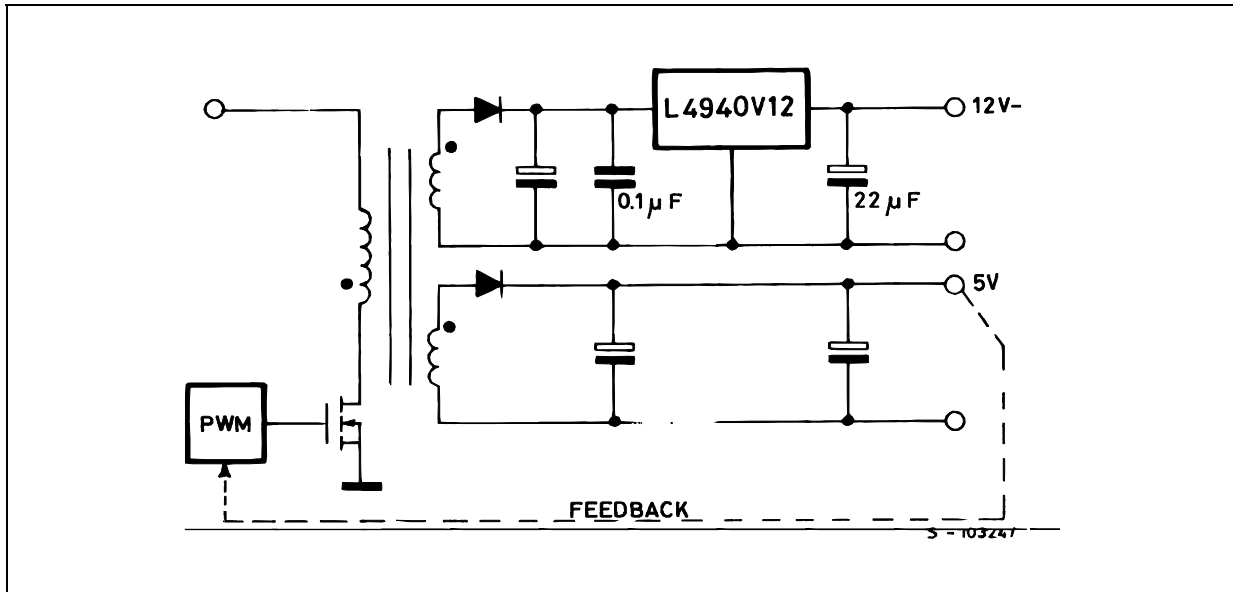 L4940V12
12V-
0.1µF
22µF
5V
PWM
FEEDBACK
S - 103247